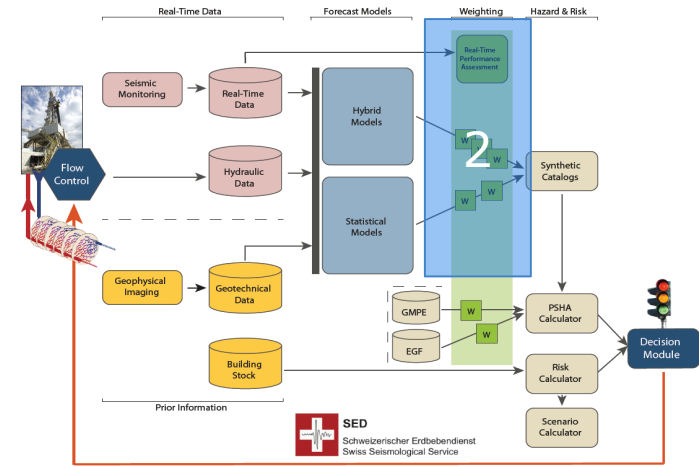 Real-Time Data
Forecast Models
Weighting
Hazard & Risk
Real-Time
Performance
Assessment
Seismic
Monitoring
Real-Time
Data
Hybrid
Models
2
W
W
W
Flow
Control
Hydraulic
Data
Synthetic
Catalogs
W
W
Statistical
Models
Geophysical
Imaging
Geotechnical
Data
GMPE
W
PSHA
Calculator
EGF
W
Decision
Module
Building
Stock
Risk
Calculator
Prior Information
Scenario
Calculator
SED
Schweizerischer Erdbebendienst
Swiss Seismological Service